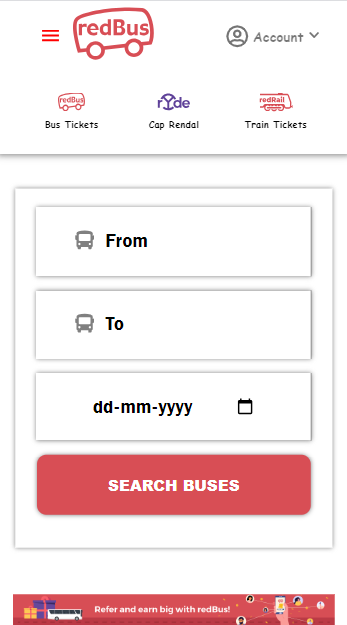 redBus
Account
redBus
ryde
redRail
Bus Tickets
Cap Rendal
Train Tickets
From
To
dd-mm-yyyy
SEARCH BUSES
Refer and earn big with redBus!